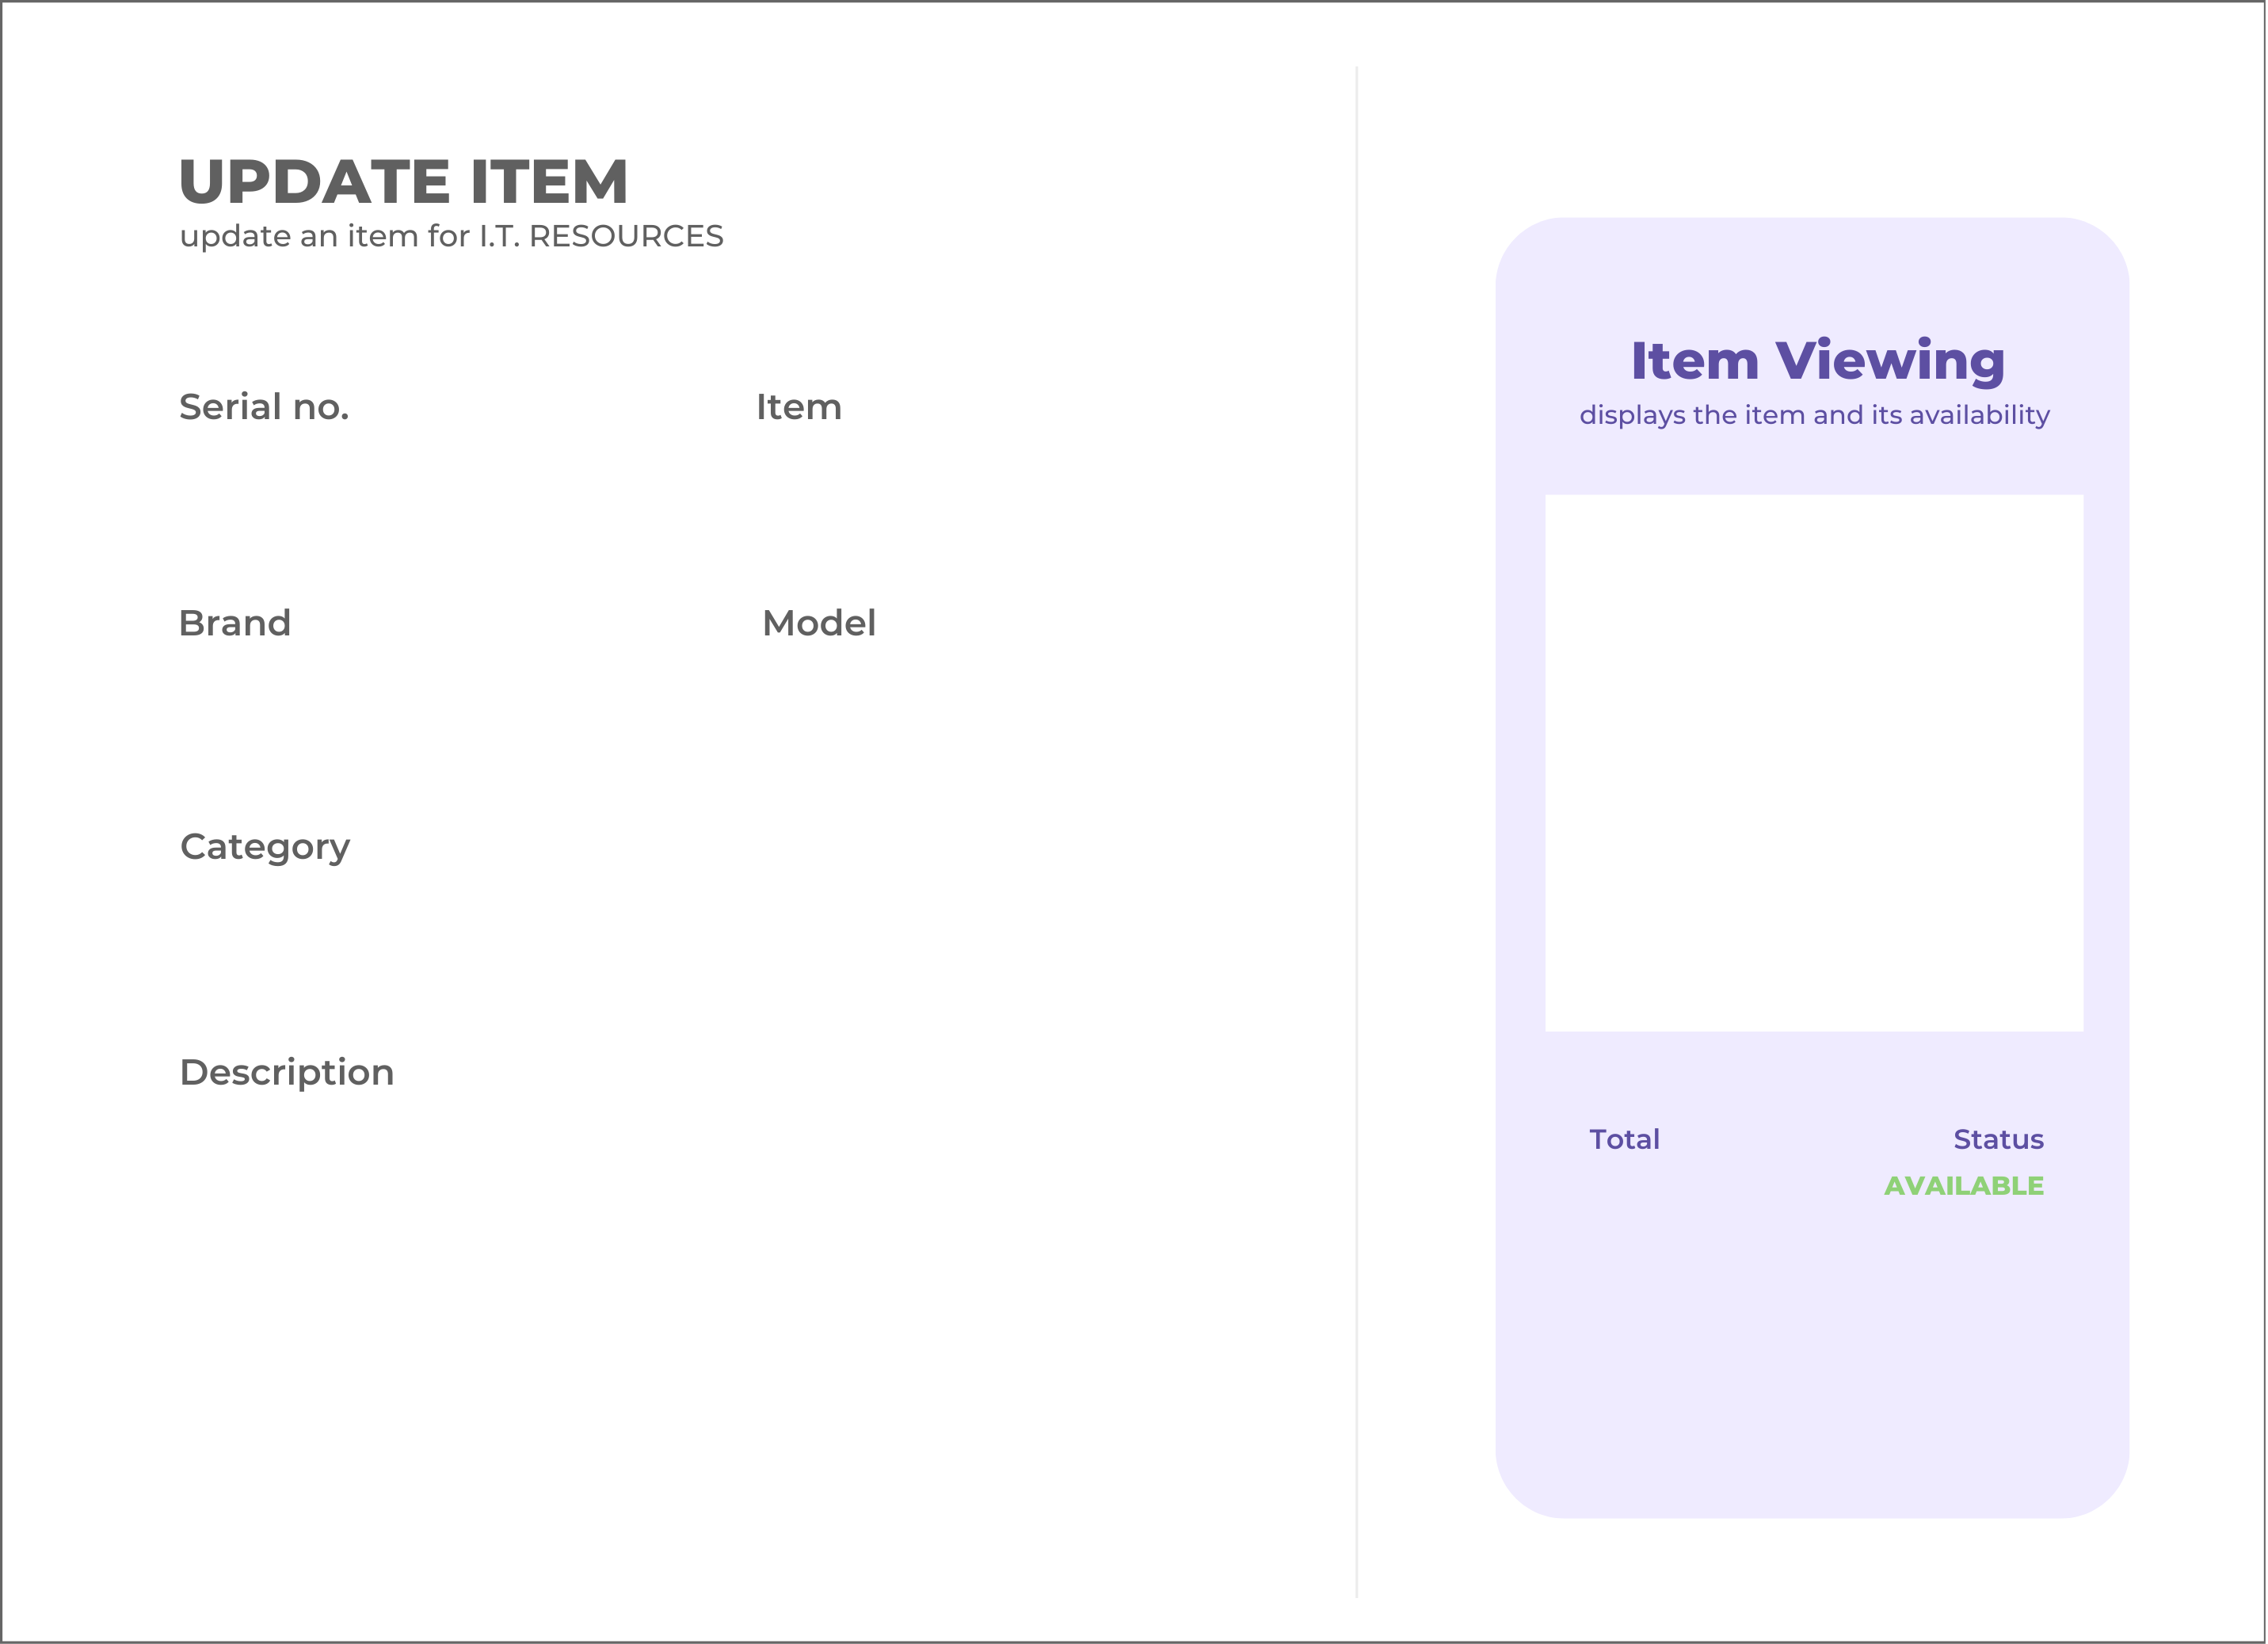 UPDATE ITEM
update an item for I.T. RESOURCES
Serial no.
Item
Brand
Model
Category
Description
Item Viewing
displays the item and its availability
Total
Status
AVAILABLE